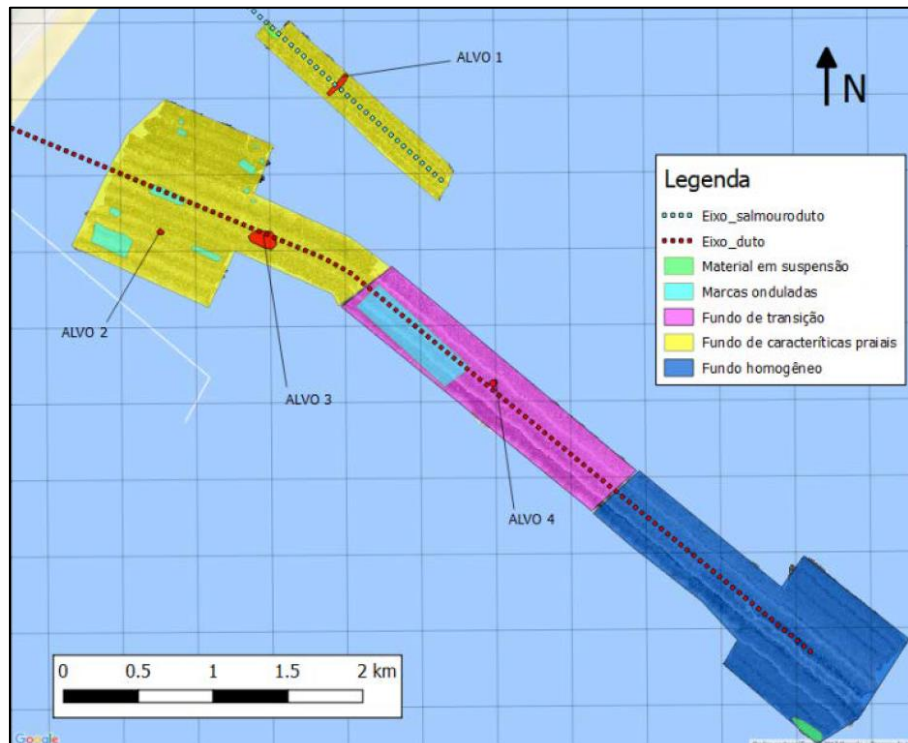 ALVO 1
N
Legenda
Eixo_salmouroduto
Eixo_duto
Material em suspensão
Marcas onduladas
Fundo de transição
Fundo de caracteríticas praiais
Fundo homogêneo
ALVO 2
ALVO 3
ALVO 4
0 0.5 1 1.5 2 km
Google